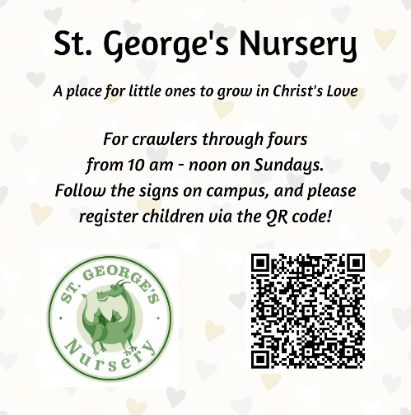 St. George's Nursery
A place for little ones to grow in Christ's Love
For crawlers through fours
from 10 am - noon on Sundays.
Follow the signs on campus, and please
register children via the QR code!
ST. GEORGE'S
Nursery